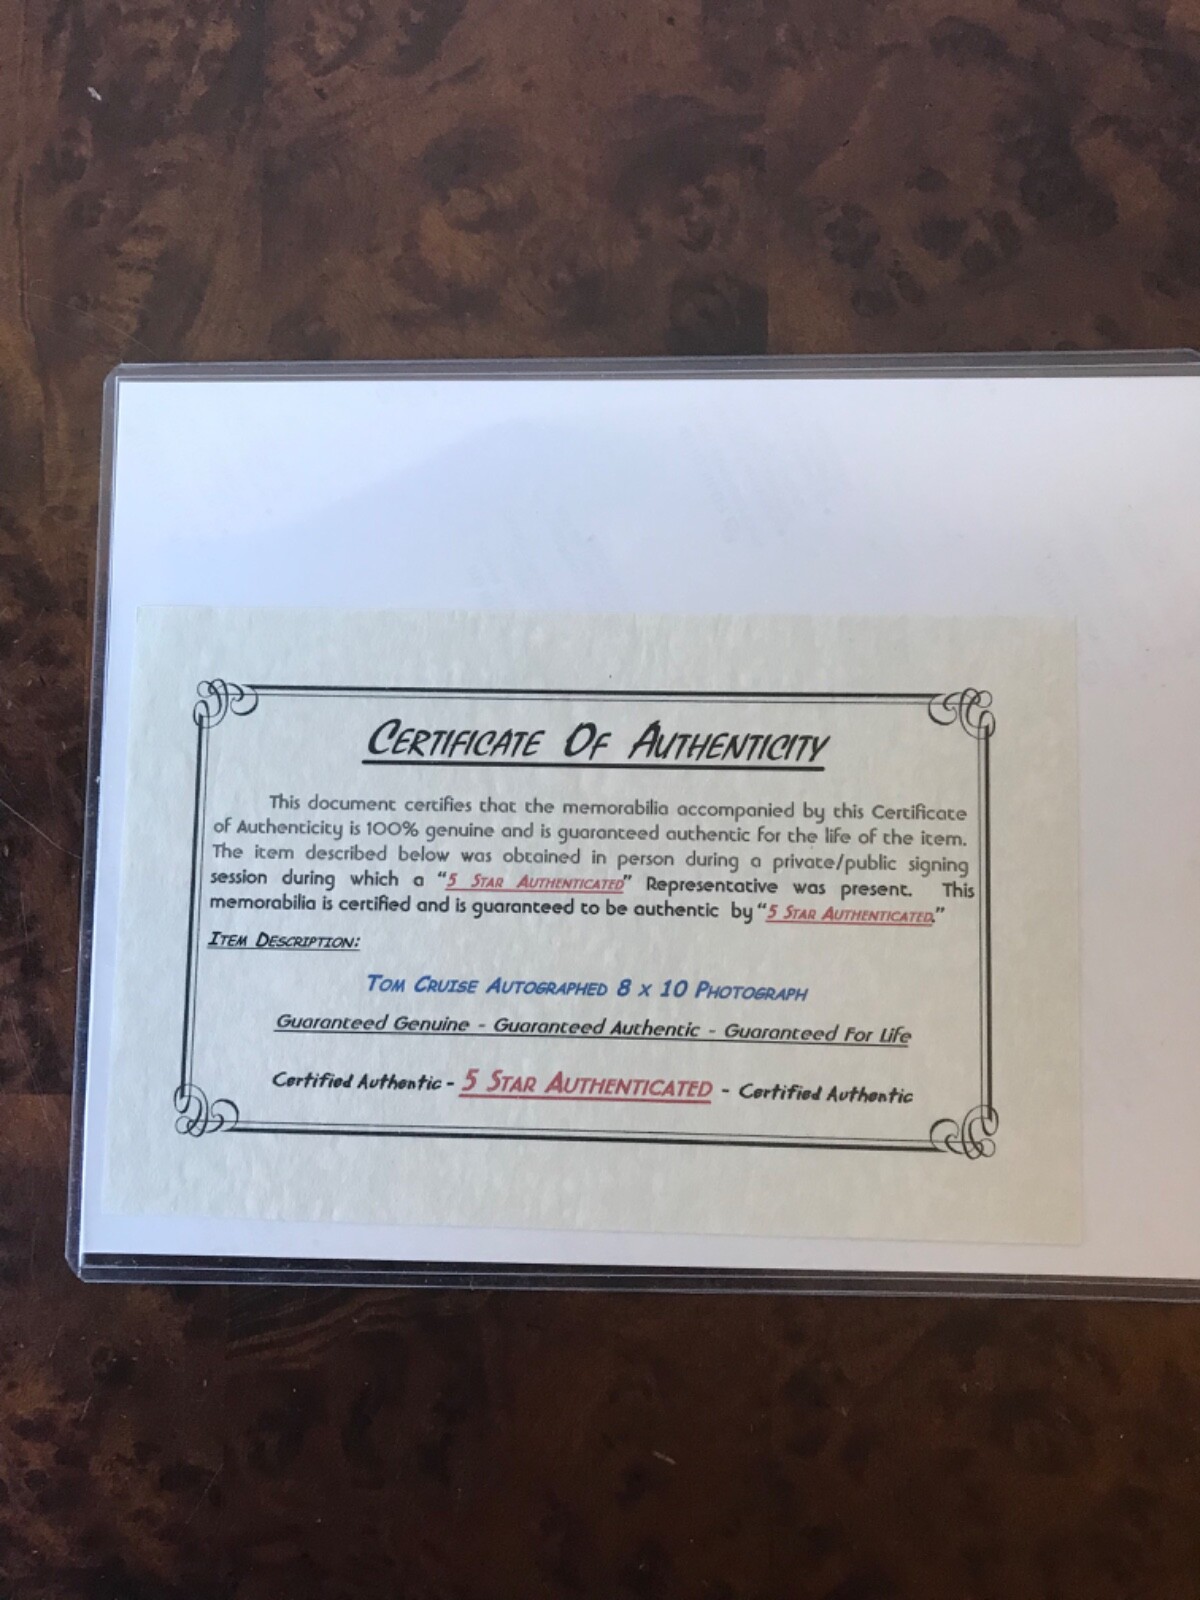 Certificate Of Authenticity
This document certifies that the memorabilia accompanied by this Certificate
of Authenticity is 100% genuine and is guaranteed authentic for the life of the item.
The item described below was obtained in person during a private/public signing
session during which a "5 Star Authenticated" Representative was present. This
memorabilia is certified and is guaranteed to be authentic by "5 Star Authenticated."
Item Description:
Tom Cruise Autographed 8 x 10 Photograph
Guaranteed Genuine - Guaranteed Authentic - Guaranteed For Life
Certified Authentic - 5 Star Authenticated - Certified Authentic